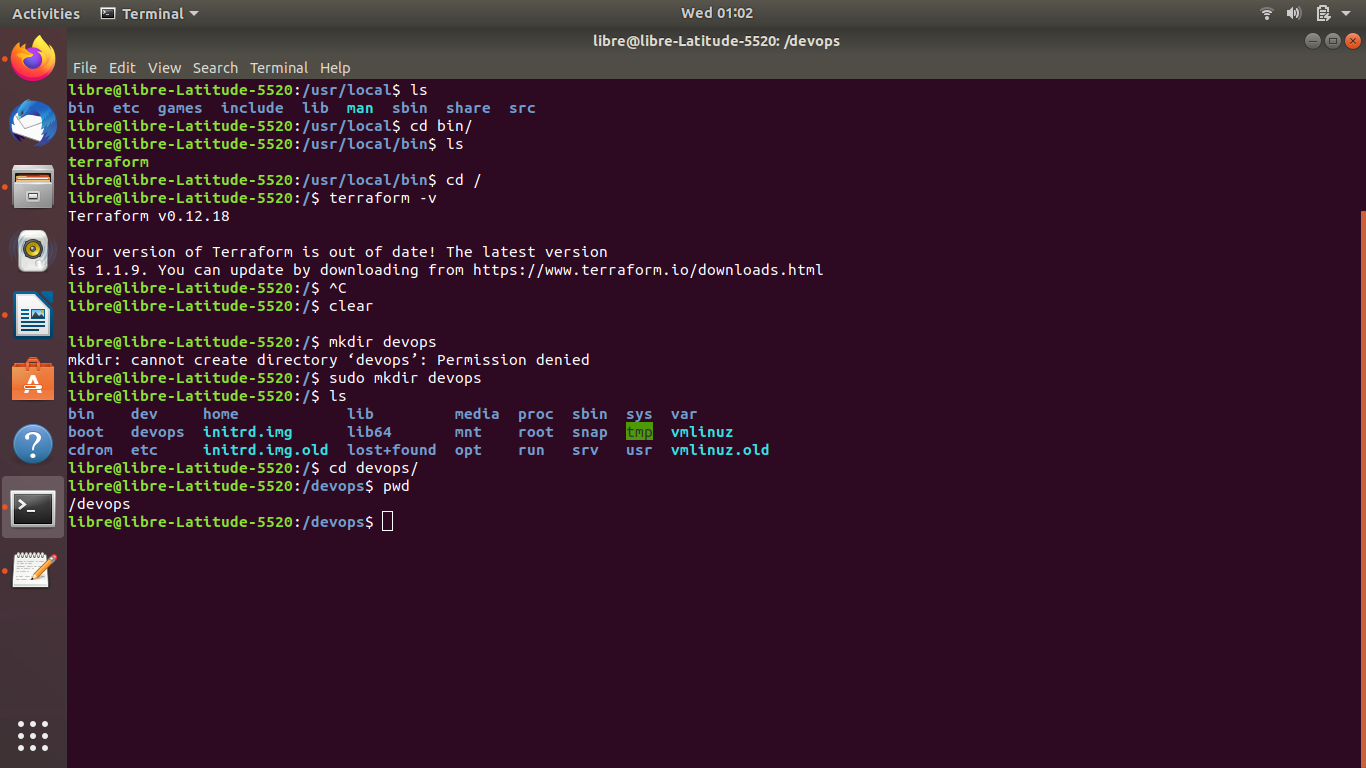 Activities Terminal Wed 01:02
libre@libre-Latitude-5520: /devops
File Edit View Search Terminal Help
libre@libre-Latitude-5520:/usr/local$ ls
bin etc games include lib man sbin share src
libre@libre-Latitude-5520:/usr/local$ cd bin/
libre@libre-Latitude-5520:/usr/local/bin$ ls
terraform
libre@libre-Latitude-5520:/usr/local/bin$ cd /
libre@libre-Latitude-5520:/$ terraform -v
Terraform v0.12.18
Your version of Terraform is out of date! The latest version
is 1.1.9. You can update by downloading from https://www.terraform.io/downloads.html
libre@libre-Latitude-5520:/$ ^C
libre@libre-Latitude-5520:/$ clear
libre@libre-Latitude-5520:/$ mkdir devops
mkdir: cannot create directory ‘devops’: Permission denied
libre@libre-Latitude-5520:/$ sudo mkdir devops
libre@libre-Latitude-5520:/$ ls
bin dev home lib media proc sbin sys var
boot devops initrd.img lib64 mnt root snap tmp vmlinuz
cdrom etc initrd.img.old lost+found opt run srv usr vmlinuz.old
libre@libre-Latitude-5520:/$ cd devops/
libre@libre-Latitude-5520:/devops$ pwd
/devops
libre@libre-Latitude-5520:/devops$